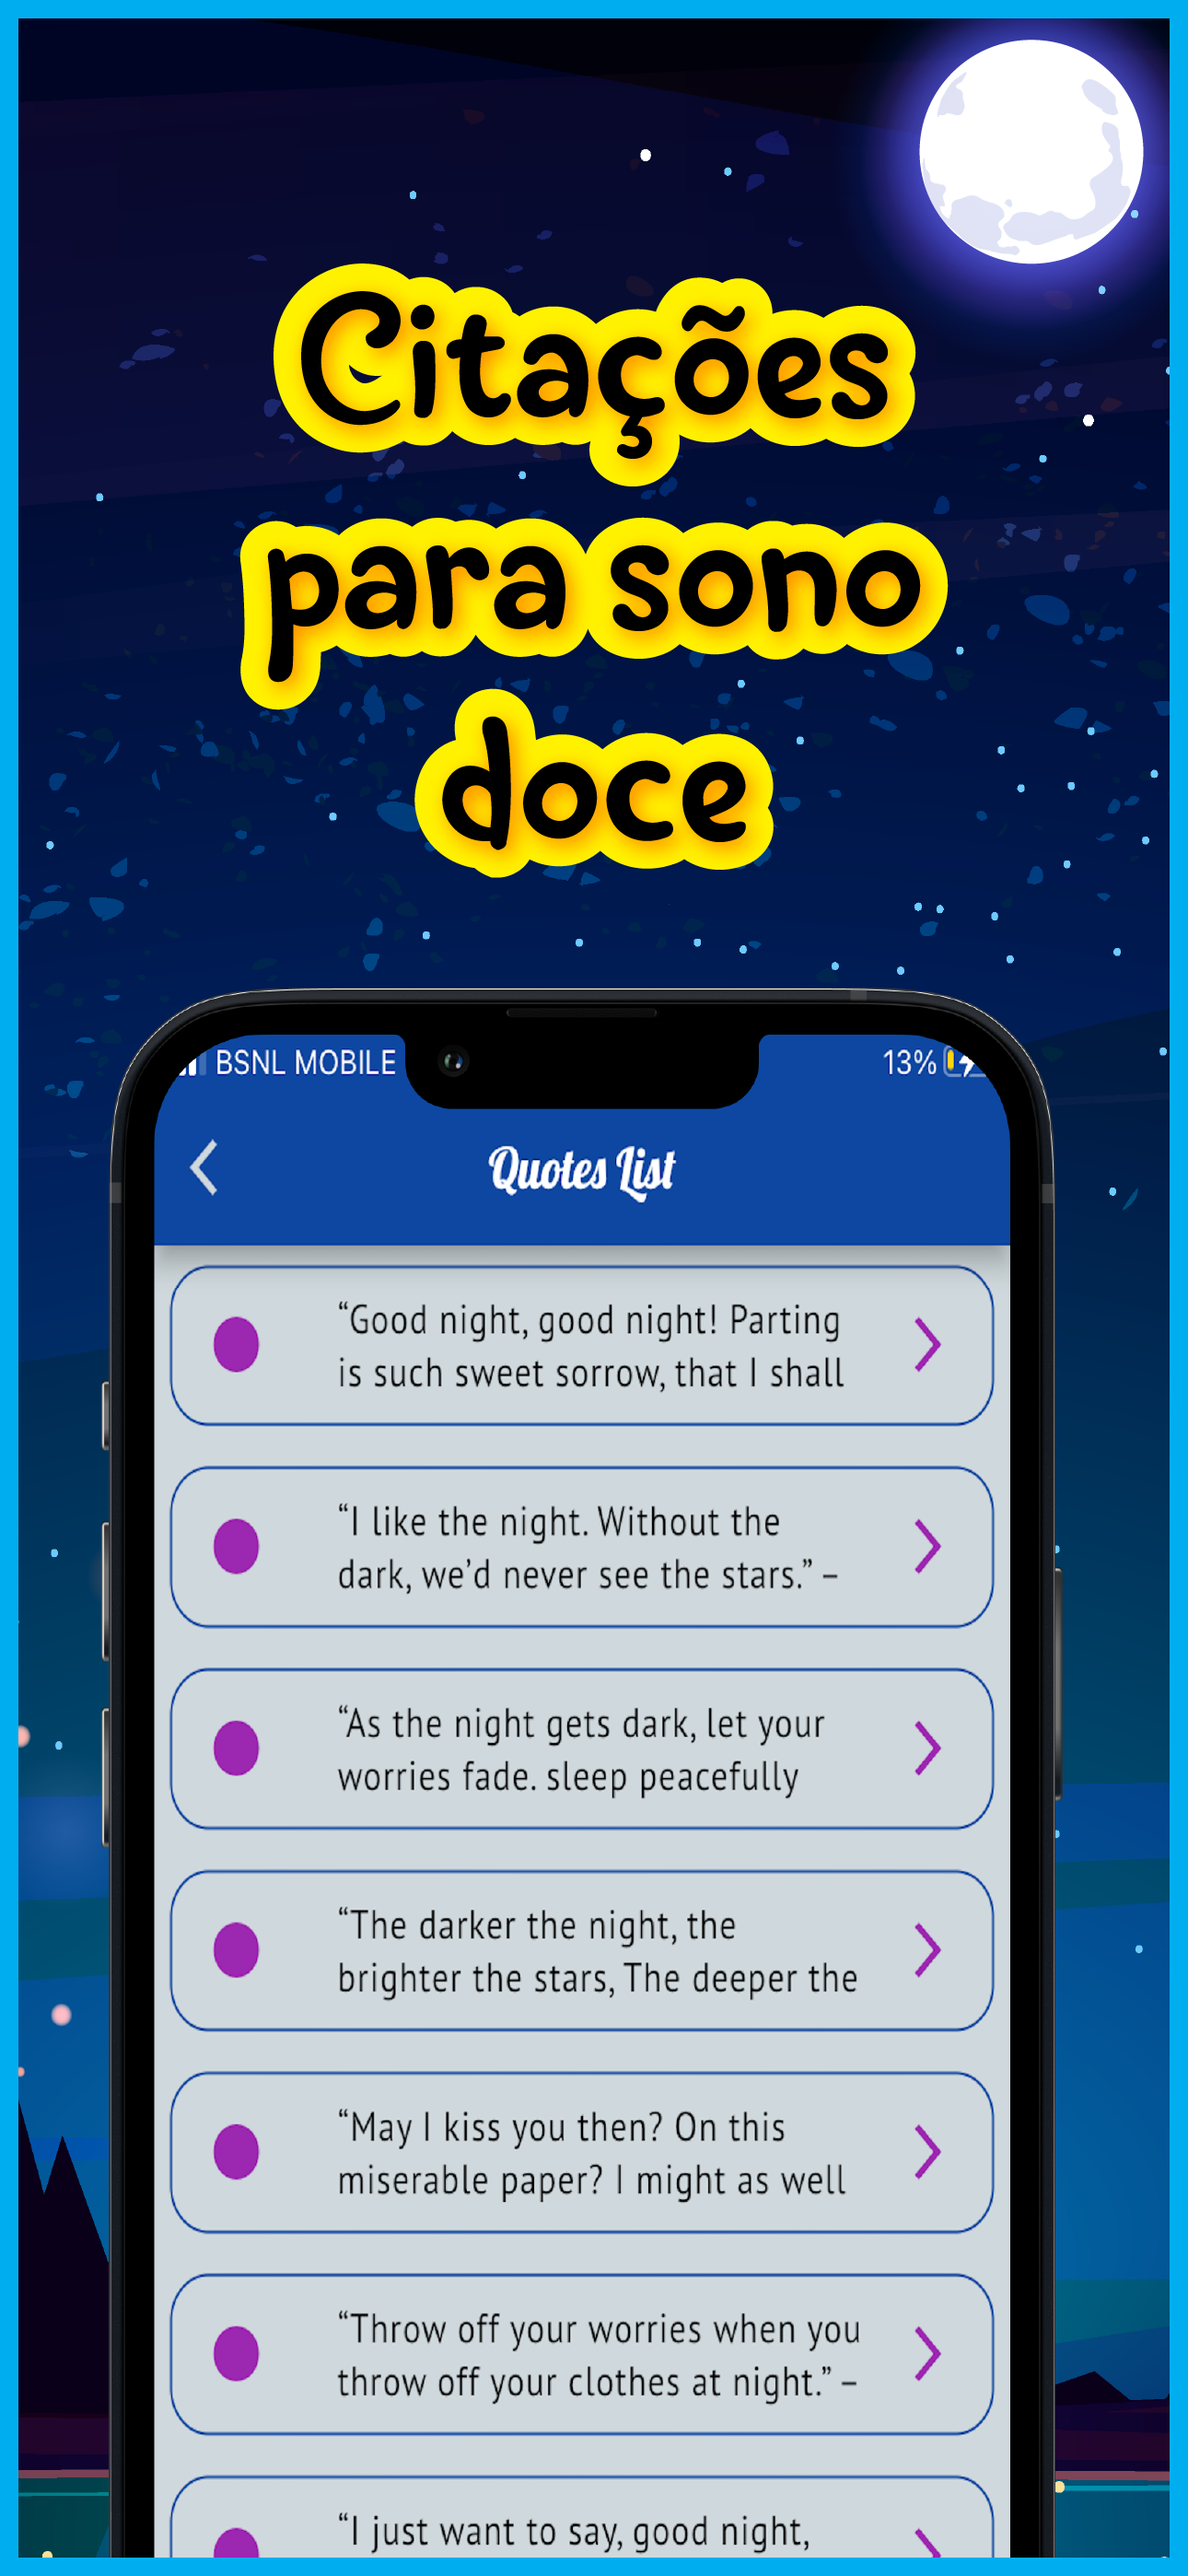 Citações
para sono
doce
BSNL MOBILE
13%
Quotes List
“Good night, good night! Parting
is such sweet sorrow, that I shall
“I like the night. Without the
dark, we’d never see the stars.” –
“As the night gets dark, let your
worries fade. sleep peacefully
“The darker the night, the
brighter the stars, The deeper the
“May I kiss you then? On this
miserable paper? I might as well
“Throw off your worries when you
throw off your clothes at night.” –
“I just want to say, good night,